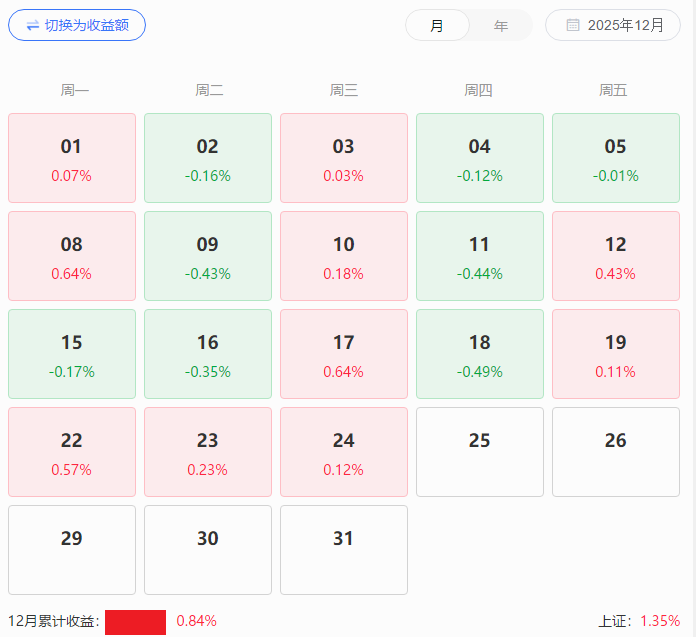 切换为收益额 月 年 2025年12月
周一 周二 周三 周四 周五
01 02 03 04 05
0.07% -0.16% 0.03% -0.12% -0.01%
08 09 10 11 12
0.64% -0.43% 0.18% -0.44% 0.43%
15 16 17 18 19
-0.17% -0.35% 0.64% -0.49% 0.11%
22 23 24 25 26
0.57% 0.23% 0.12%
29 30 31
12月累计收益: 0.84% 上证: 1.35%